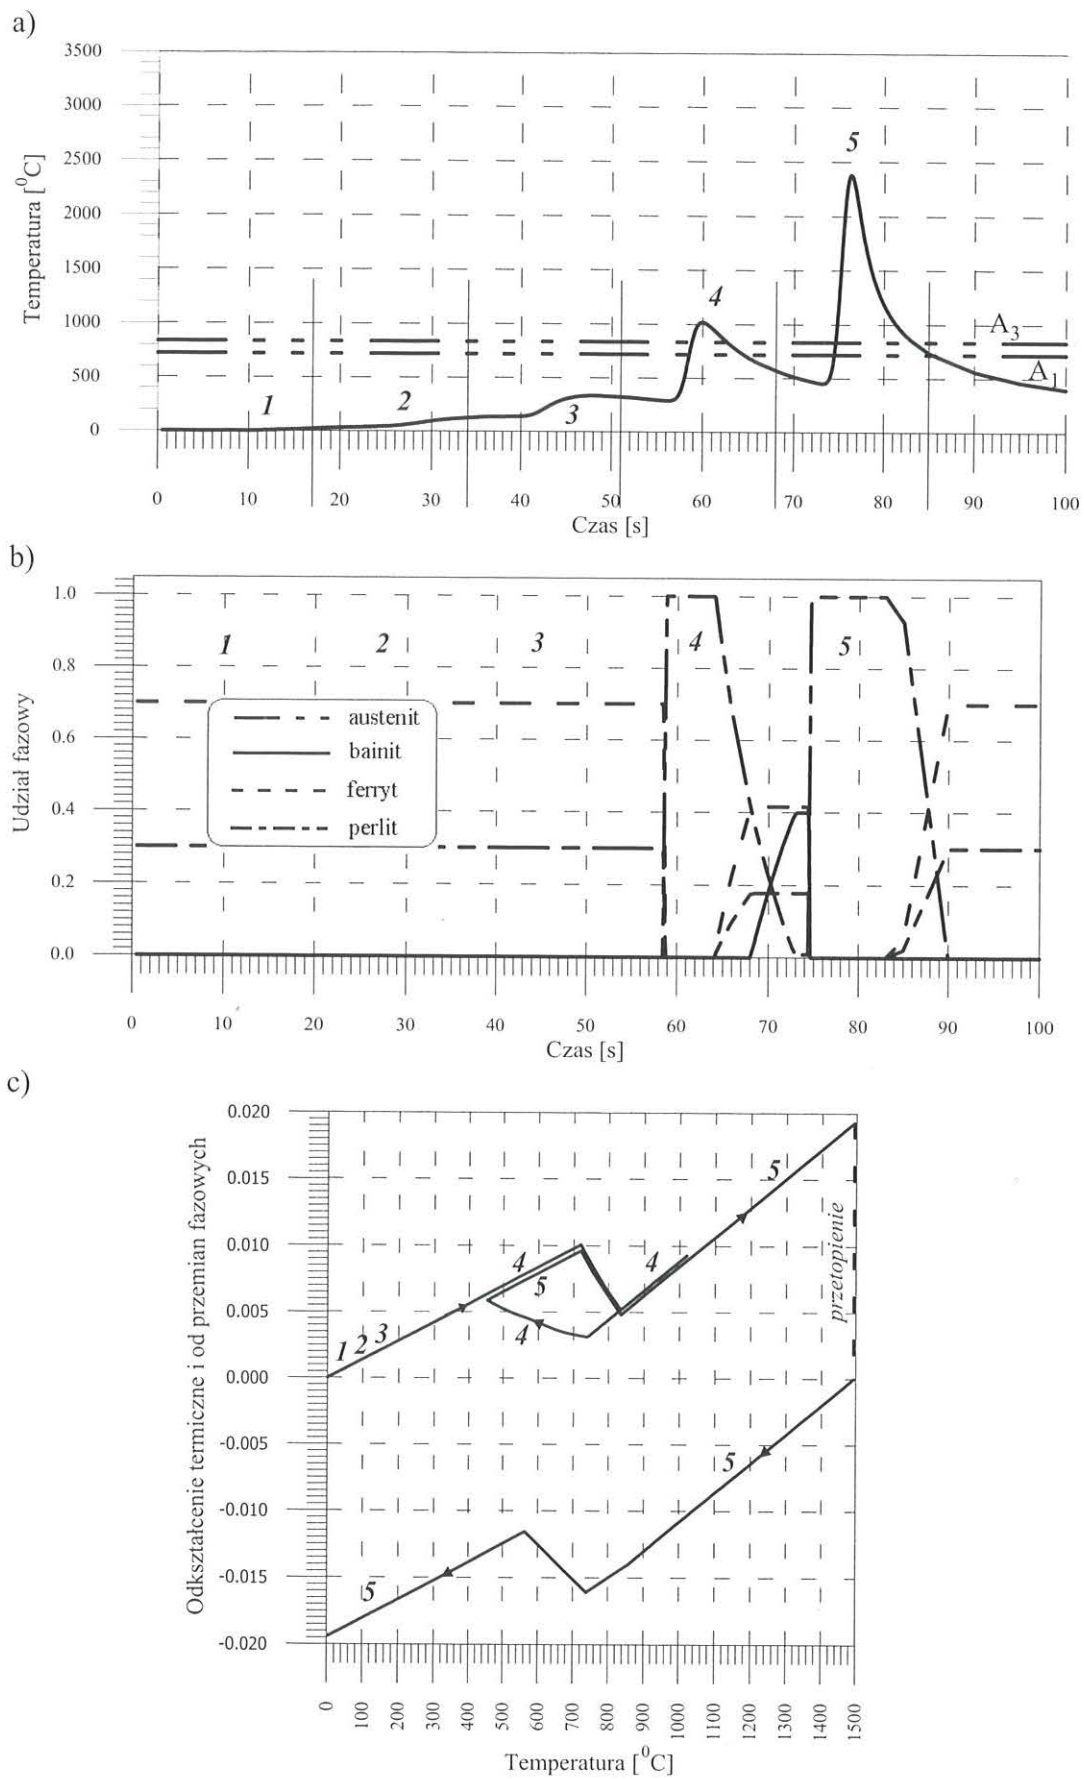 a)
3500
3000
2500
2000
1500
1000
500
0
Temperatura [⁰C]
1
2
3
4
5
A₃
A₁
0 10 20 30 40 50 60 70 80 90 100
Czas [s]
b)
1.0
0.8
0.6
0.4
0.2
0.0
Udział fazowy
1 2 3 4 5
austenit
bainit
ferryt
perlit
0 10 20 30 40 50 60 70 80 90 100
Czas [s]
c)
0.020
0.015
0.010
0.005
0.000
-0.005
-0.010
-0.015
-0.020
Odkształcenie termiczne i od przemian fazowych
5
4
4
5
4
1 2 3
przetopienie
5
5
0 100 200 300 400 500 600 700 800 900 1000 1100 1200 1300 1400 1500
Temperatura [⁰C]